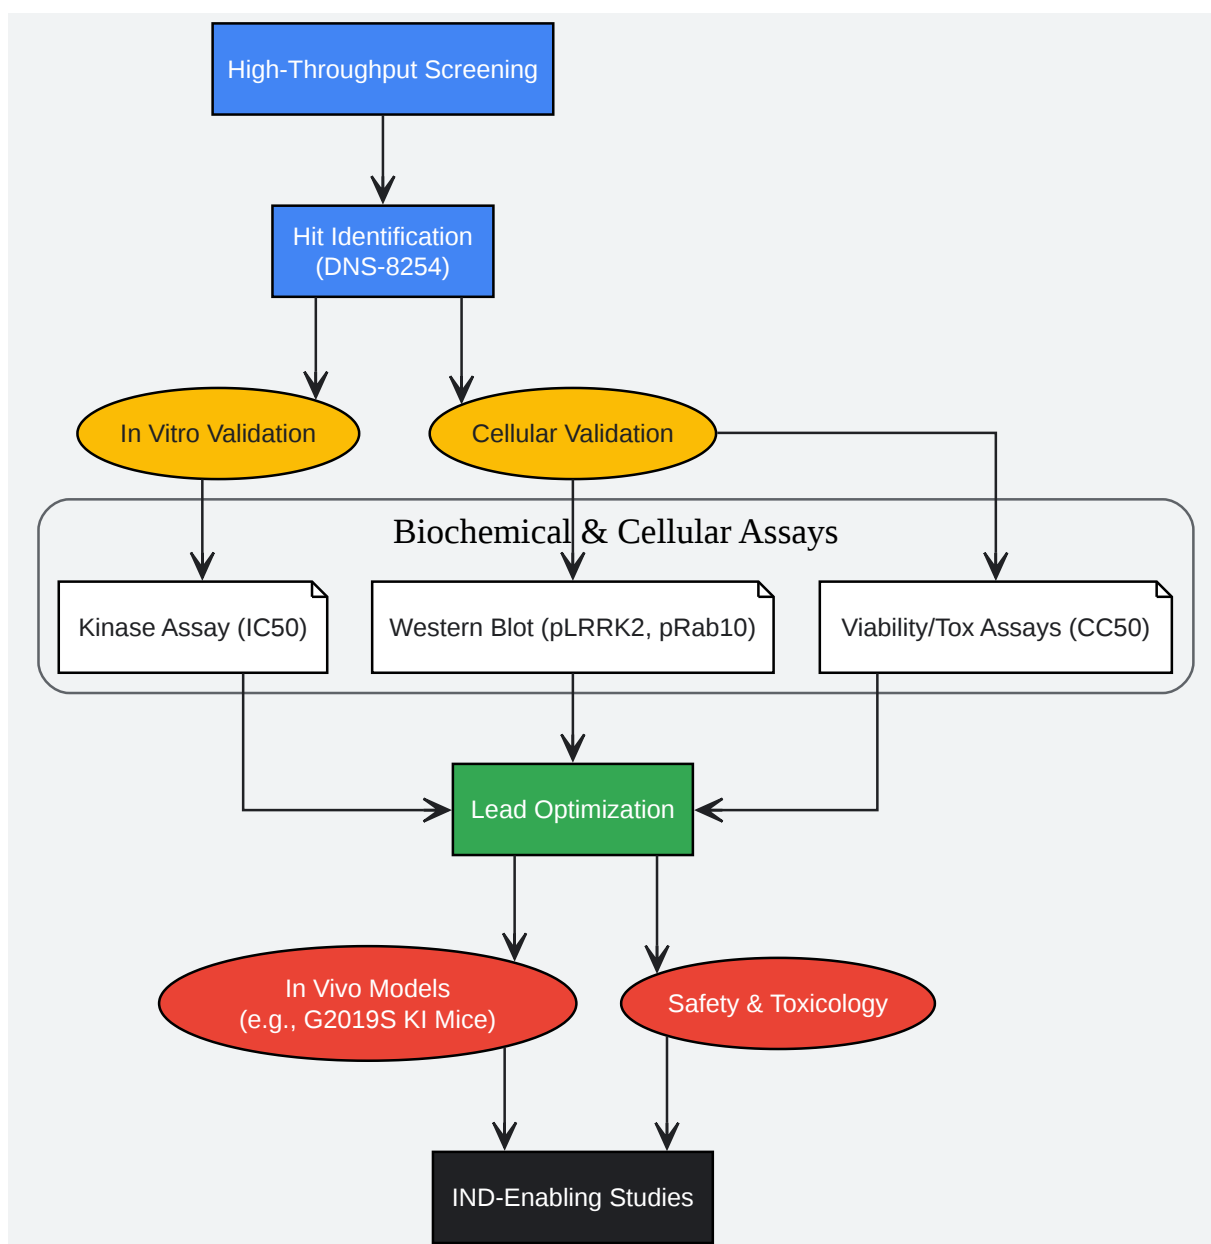 High-Throughput Screening
Hit Identification
(DNS-8254)
In Vitro Validation
Cellular Validation
Biochemical & Cellular Assays
Kinase Assay (IC50)
Western Blot (pLRRK2, pRab10)
Viability/Tox Assays (CC50)
Lead Optimization
In Vivo Models
(e.g., G2019S KI Mice)
Safety & Toxicology
IND-Enabling Studies